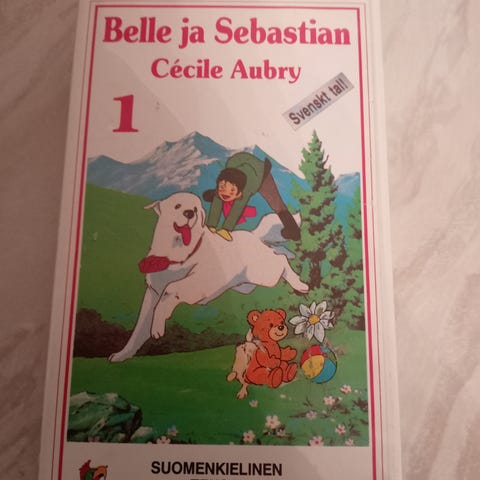 Belle ja Sebastian
Cécile Aubry
Svenskt tal!
1
SUOMENKIELINEN